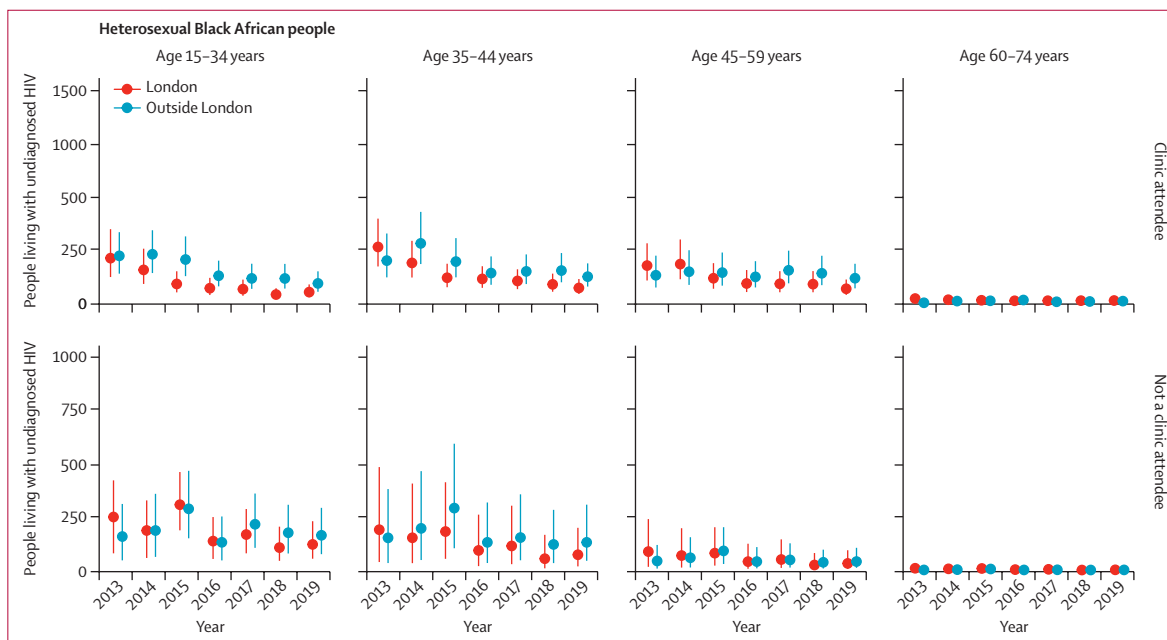 Heterosexual Black African people
Age 15–34 years
Age 35–44 years
Age 45–59 years
Age 60–74 years
London
Outside London
People living with undiagnosed HIV
1500
1000
500
250
0
Clinic attendee
People living with undiagnosed HIV
1000
750
500
250
0
Not a clinic attendee
2013 2014 2015 2016 2017 2018 2019
2013 2014 2015 2016 2017 2018 2019
2013 2014 2015 2016 2017 2018 2019
2013 2014 2015 2016 2017 2018 2019
Year
Year
Year
Year